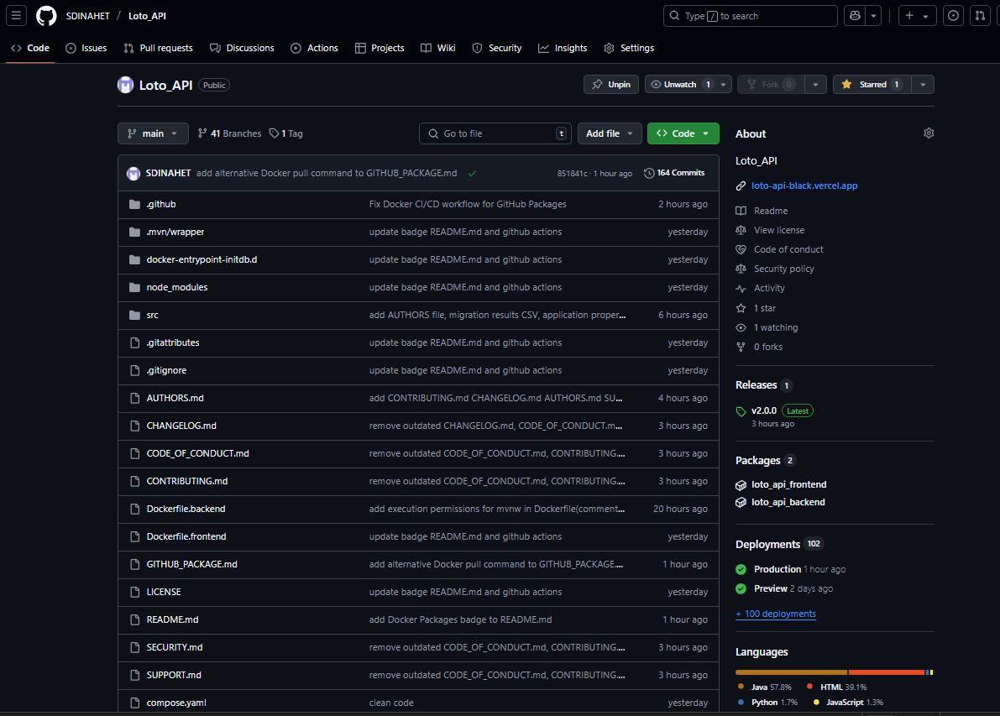 SDINAHET / Loto_API
Type / to search
Code Issues Pull requests Discussions Actions Projects Wiki Security Insights Settings
Loto_API Public
Unpin Unwatch 1 Fork 0 Starred 1
main 41 Branches 1 Tag
Go to file t Add file Code
SDINAHET add alternative Docker pull command to GITHUB_PACKAGE.md 851841c · 1 hour ago 164 Commits
.github Fix Docker CI/CD workflow for GitHub Packages 2 hours ago
.mvn/wrapper update badge README.md and github actions yesterday
docker-entrypoint-initdb.d update badge README.md and github actions yesterday
node_modules update badge README.md and github actions yesterday
src add AUTHORS file, migration results CSV, application proper... 6 hours ago
.gitattributes update badge README.md and github actions yesterday
.gitignore update badge README.md and github actions yesterday
AUTHORS.md add CONTRIBUTING.md CHANGELOG.md AUTHORS.md SU... 4 hours ago
CHANGELOG.md remove outdated CHANGELOG.md, CODE_OF_CONDUCT.m... 3 hours ago
CODE_OF_CONDUCT.md remove outdated CODE_OF_CONDUCT.md, CONTRIBUTING.... 3 hours ago
CONTRIBUTING.md remove outdated CODE_OF_CONDUCT.md, CONTRIBUTING.... 3 hours ago
Dockerfile.backend add execution permissions for mvnw in Dockerfile(comment... 20 hours ago
Dockerfile.frontend update badge README.md and github actions yesterday
GITHUB_PACKAGE.md add alternative Docker pull command to GITHUB_PACKAGE.... 1 hour ago
LICENSE update badge README.md and github actions yesterday
README.md add Docker Packages badge to README.md 1 hour ago
SECURITY.md remove outdated CODE_OF_CONDUCT.md, CONTRIBUTING.... 3 hours ago
SUPPORT.md remove outdated CODE_OF_CONDUCT.md, CONTRIBUTING.... 3 hours ago
compose.yaml clean code yesterday
About
Loto_API
loto-api-black.vercel.app
Readme
View license
Code of conduct
Security policy
Activity
1 star
1 watching
0 forks
Releases 1
v2.0.0 Latest
3 hours ago
Packages 2
loto_api_frontend
loto_api_backend
Deployments 102
Production 1 hour ago
Preview 2 days ago
+ 100 deployments
Languages
Java 57.8% HTML 39.1%
Python 1.7% JavaScript 1.3%